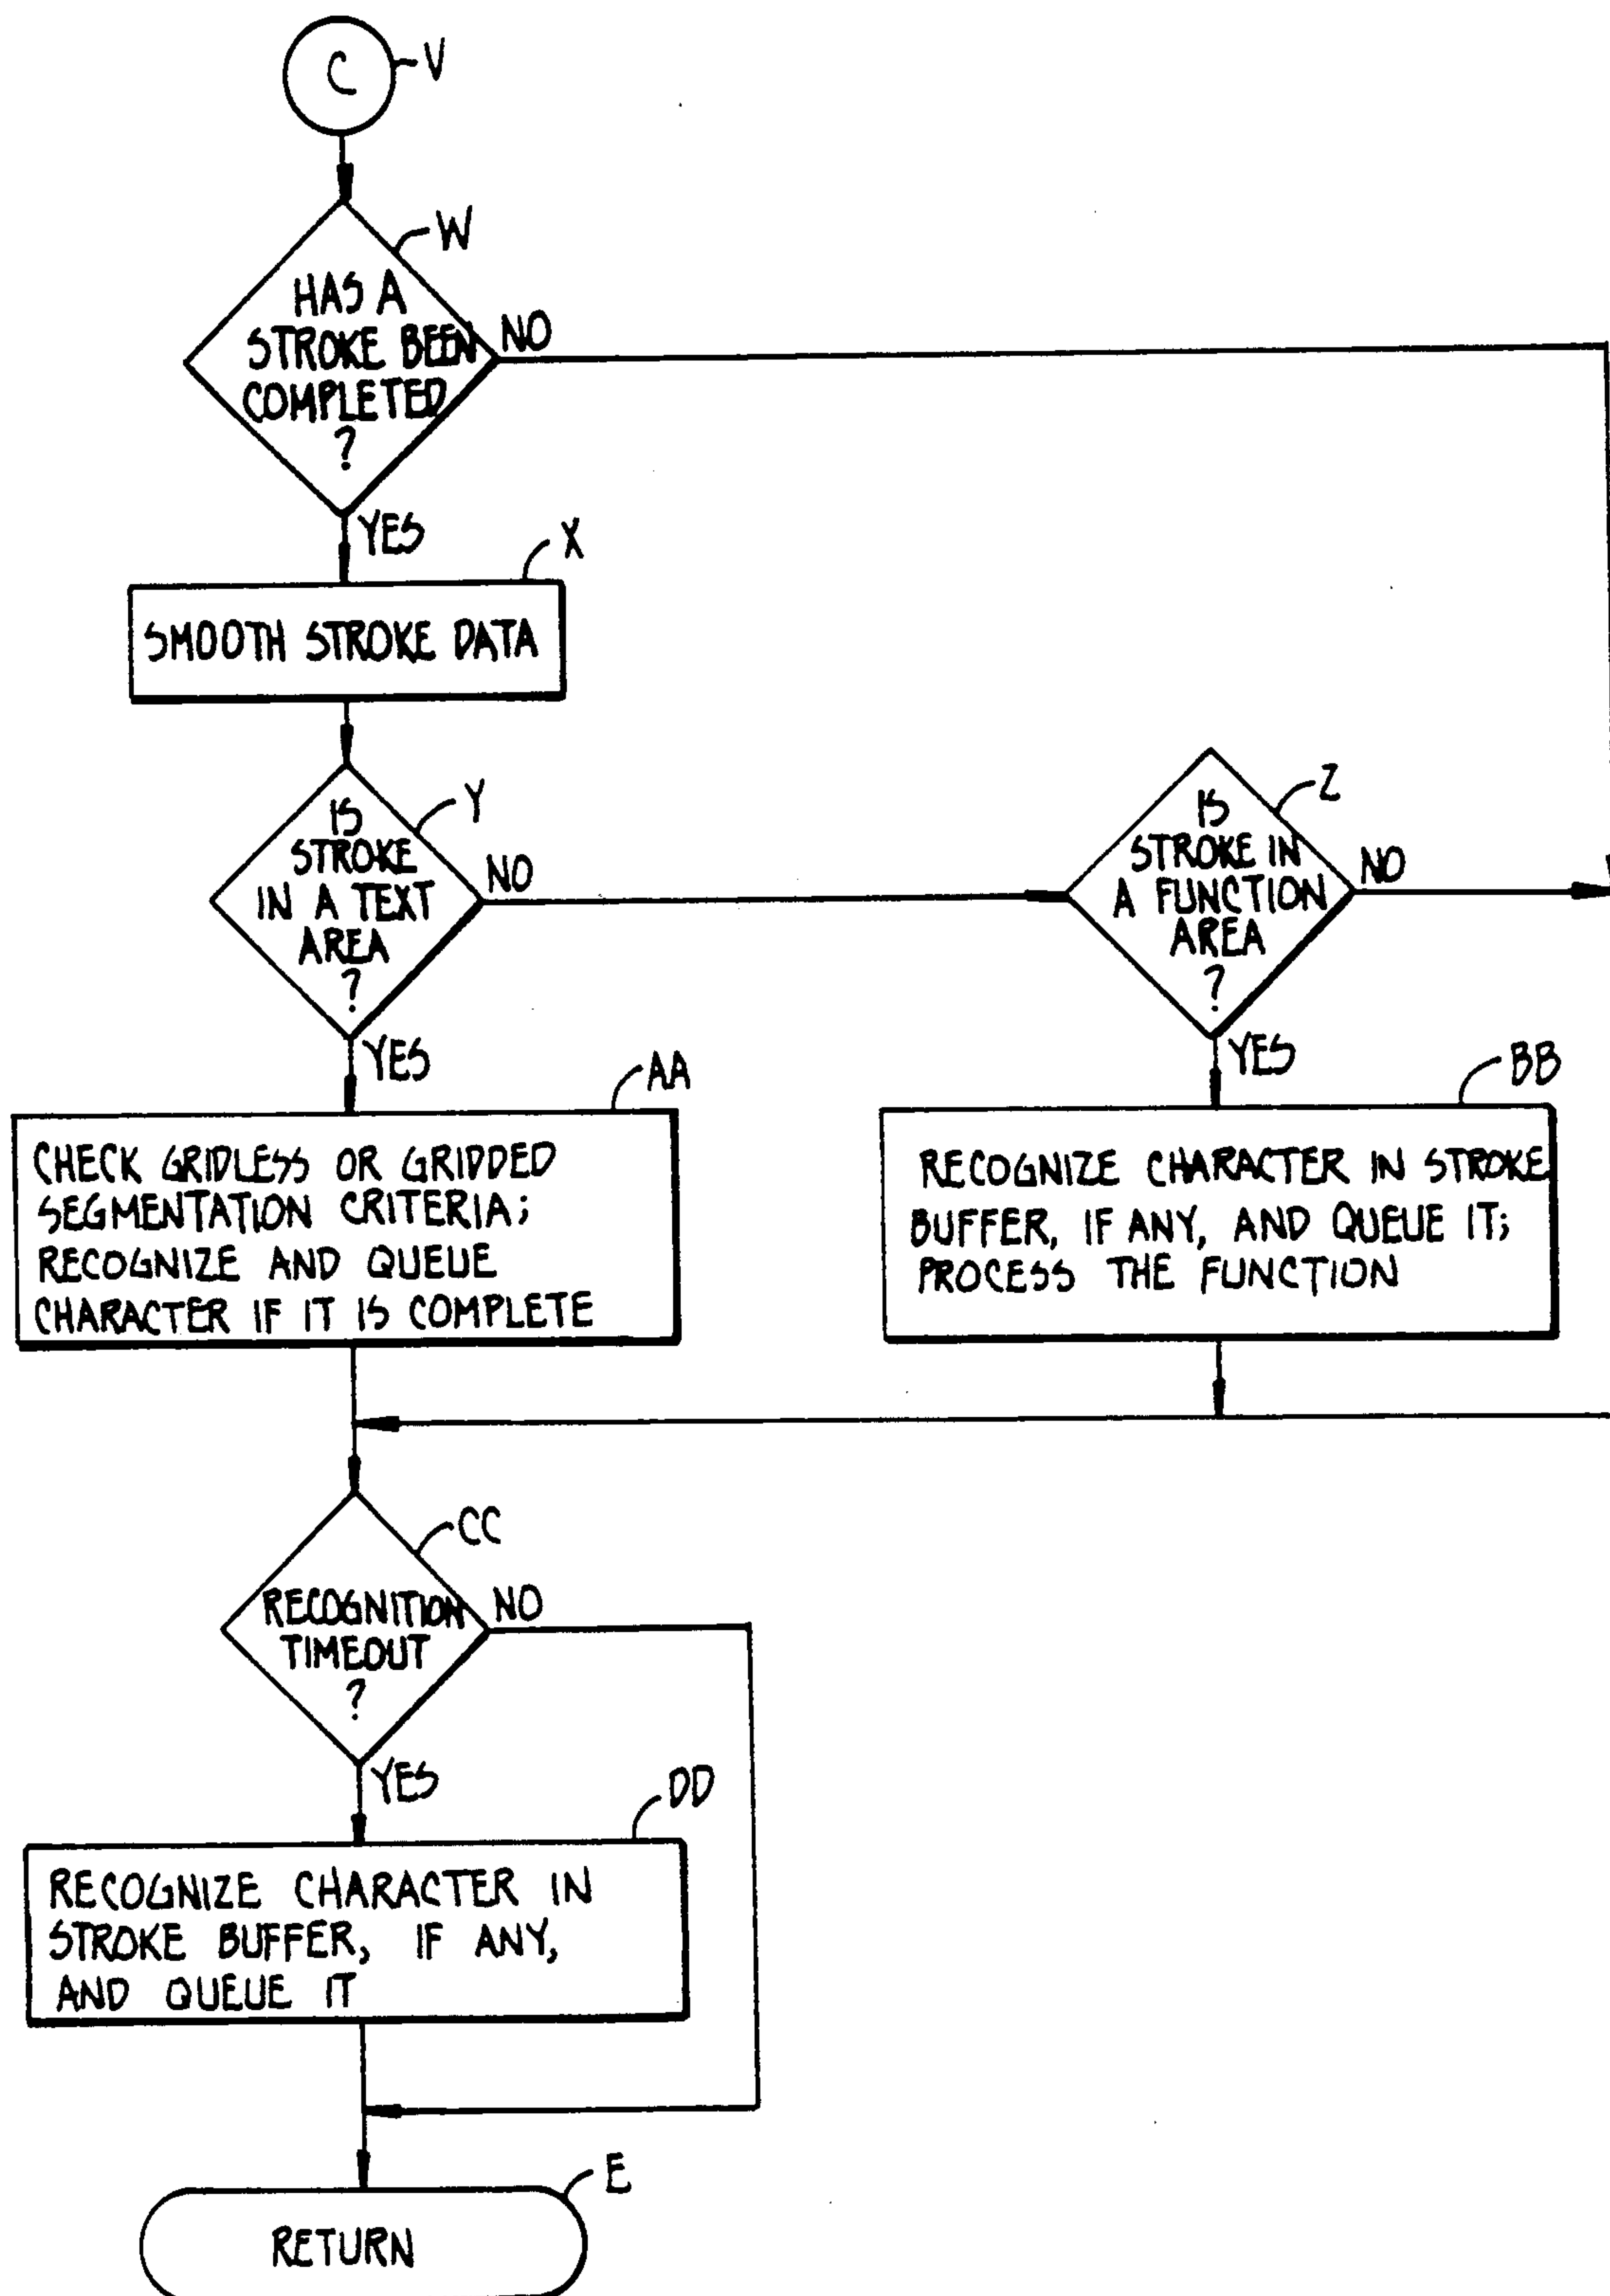 C
V
W
HAS A
STROKE BEEN
COMPLETED
?
NO
YES
X
SMOOTH STROKE DATA
Y
IS
STROKE
IN A TEXT
AREA
?
NO
YES
Z
IS
STROKE IN
A FUNCTION
AREA
?
NO
YES
AA
CHECK GRIDLESS OR GRIDDED
SEGMENTATION CRITERIA;
RECOGNIZE AND QUEUE
CHARACTER IF IT IS COMPLETE
BB
RECOGNIZE CHARACTER IN STROKE
BUFFER, IF ANY, AND QUEUE IT;
PROCESS THE FUNCTION
CC
RECOGNITION
TIMEOUT
?
NO
YES
DD
RECOGNIZE CHARACTER IN
STROKE BUFFER, IF ANY,
AND QUEUE IT
E
RETURN